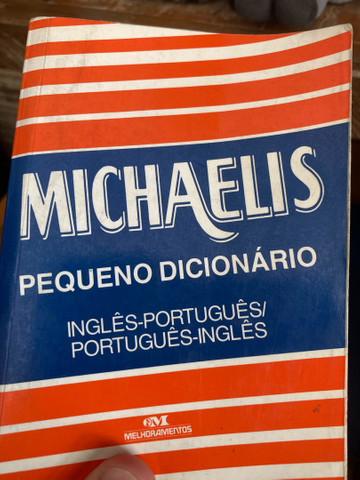 MICHAELIS
PEQUENO DICIONÁRIO
INGLÊS-PORTUGUÊS/
PORTUGUÊS-INGLÊS
MELHORAMENTOS